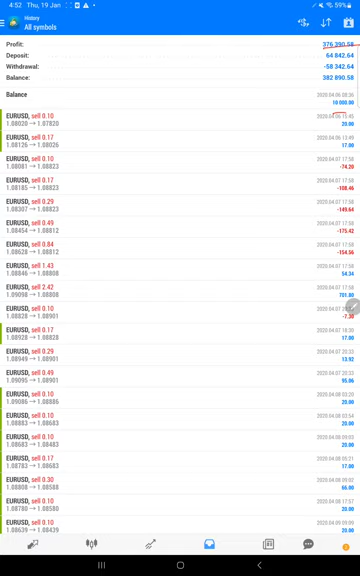 4:52 Thu, 19 Jan
59%
History
All symbols
Profit: 376 390.58
Deposit: 64 842.64
Withdrawal: -58 342.64
Balance: 382 890.58
Balance 2020.04.06 08:36
10 000.00
EURUSD, sell 0.10 2020.04.06 15:45
1.08020 → 1.07820 20.00
EURUSD, sell 0.17 2020.04.06 12:49
1.08126 → 1.08026 17.00
EURUSD, sell 0.10 2020.04.07 17:58
1.08081 → 1.08823 -74.20
EURUSD, sell 0.17 2020.04.07 17:58
1.08185 → 1.08823 -108.46
EURUSD, sell 0.29 2020.04.07 17:58
1.08307 → 1.08823 -149.64
EURUSD, sell 0.49 2020.04.07 17:58
1.08454 → 1.08812 -175.42
EURUSD, sell 0.84 2020.04.07 17:58
1.08628 → 1.08812 -154.56
EURUSD, sell 1.43 2020.04.07 17:58
1.08846 → 1.08808 54.34
EURUSD, sell 2.42 2020.04.07 17:58
1.09098 → 1.08808 701.80
EURUSD, sell 0.10 2020.04.07
1.08828 → 1.08901 -7.30
EURUSD, sell 0.17 2020.04.07 18:30
1.08928 → 1.08828 17.00
EURUSD, sell 0.29 2020.04.07 20:33
1.08949 → 1.08901 13.92
EURUSD, sell 0.49 2020.04.07 20:33
1.09095 → 1.08901 95.06
EURUSD, sell 0.10 2020.04.08 03:20
1.09086 → 1.08886 20.00
EURUSD, sell 0.10 2020.04.08 03:54
1.08883 → 1.08683 20.00
EURUSD, sell 0.10 2020.04.08 09:03
1.08683 → 1.08483 20.00
EURUSD, sell 0.17 2020.04.08 05:21
1.08783 → 1.08683 17.00
EURUSD, sell 0.30 2020.04.08 09:02
1.08808 → 1.08588 66.00
EURUSD, sell 0.10 2020.04.08 17:57
1.08780 → 1.08580 20.00
EURUSD, sell 0.10 2020.04.09 09:09
1.08639 → 1.08439 20.00
2